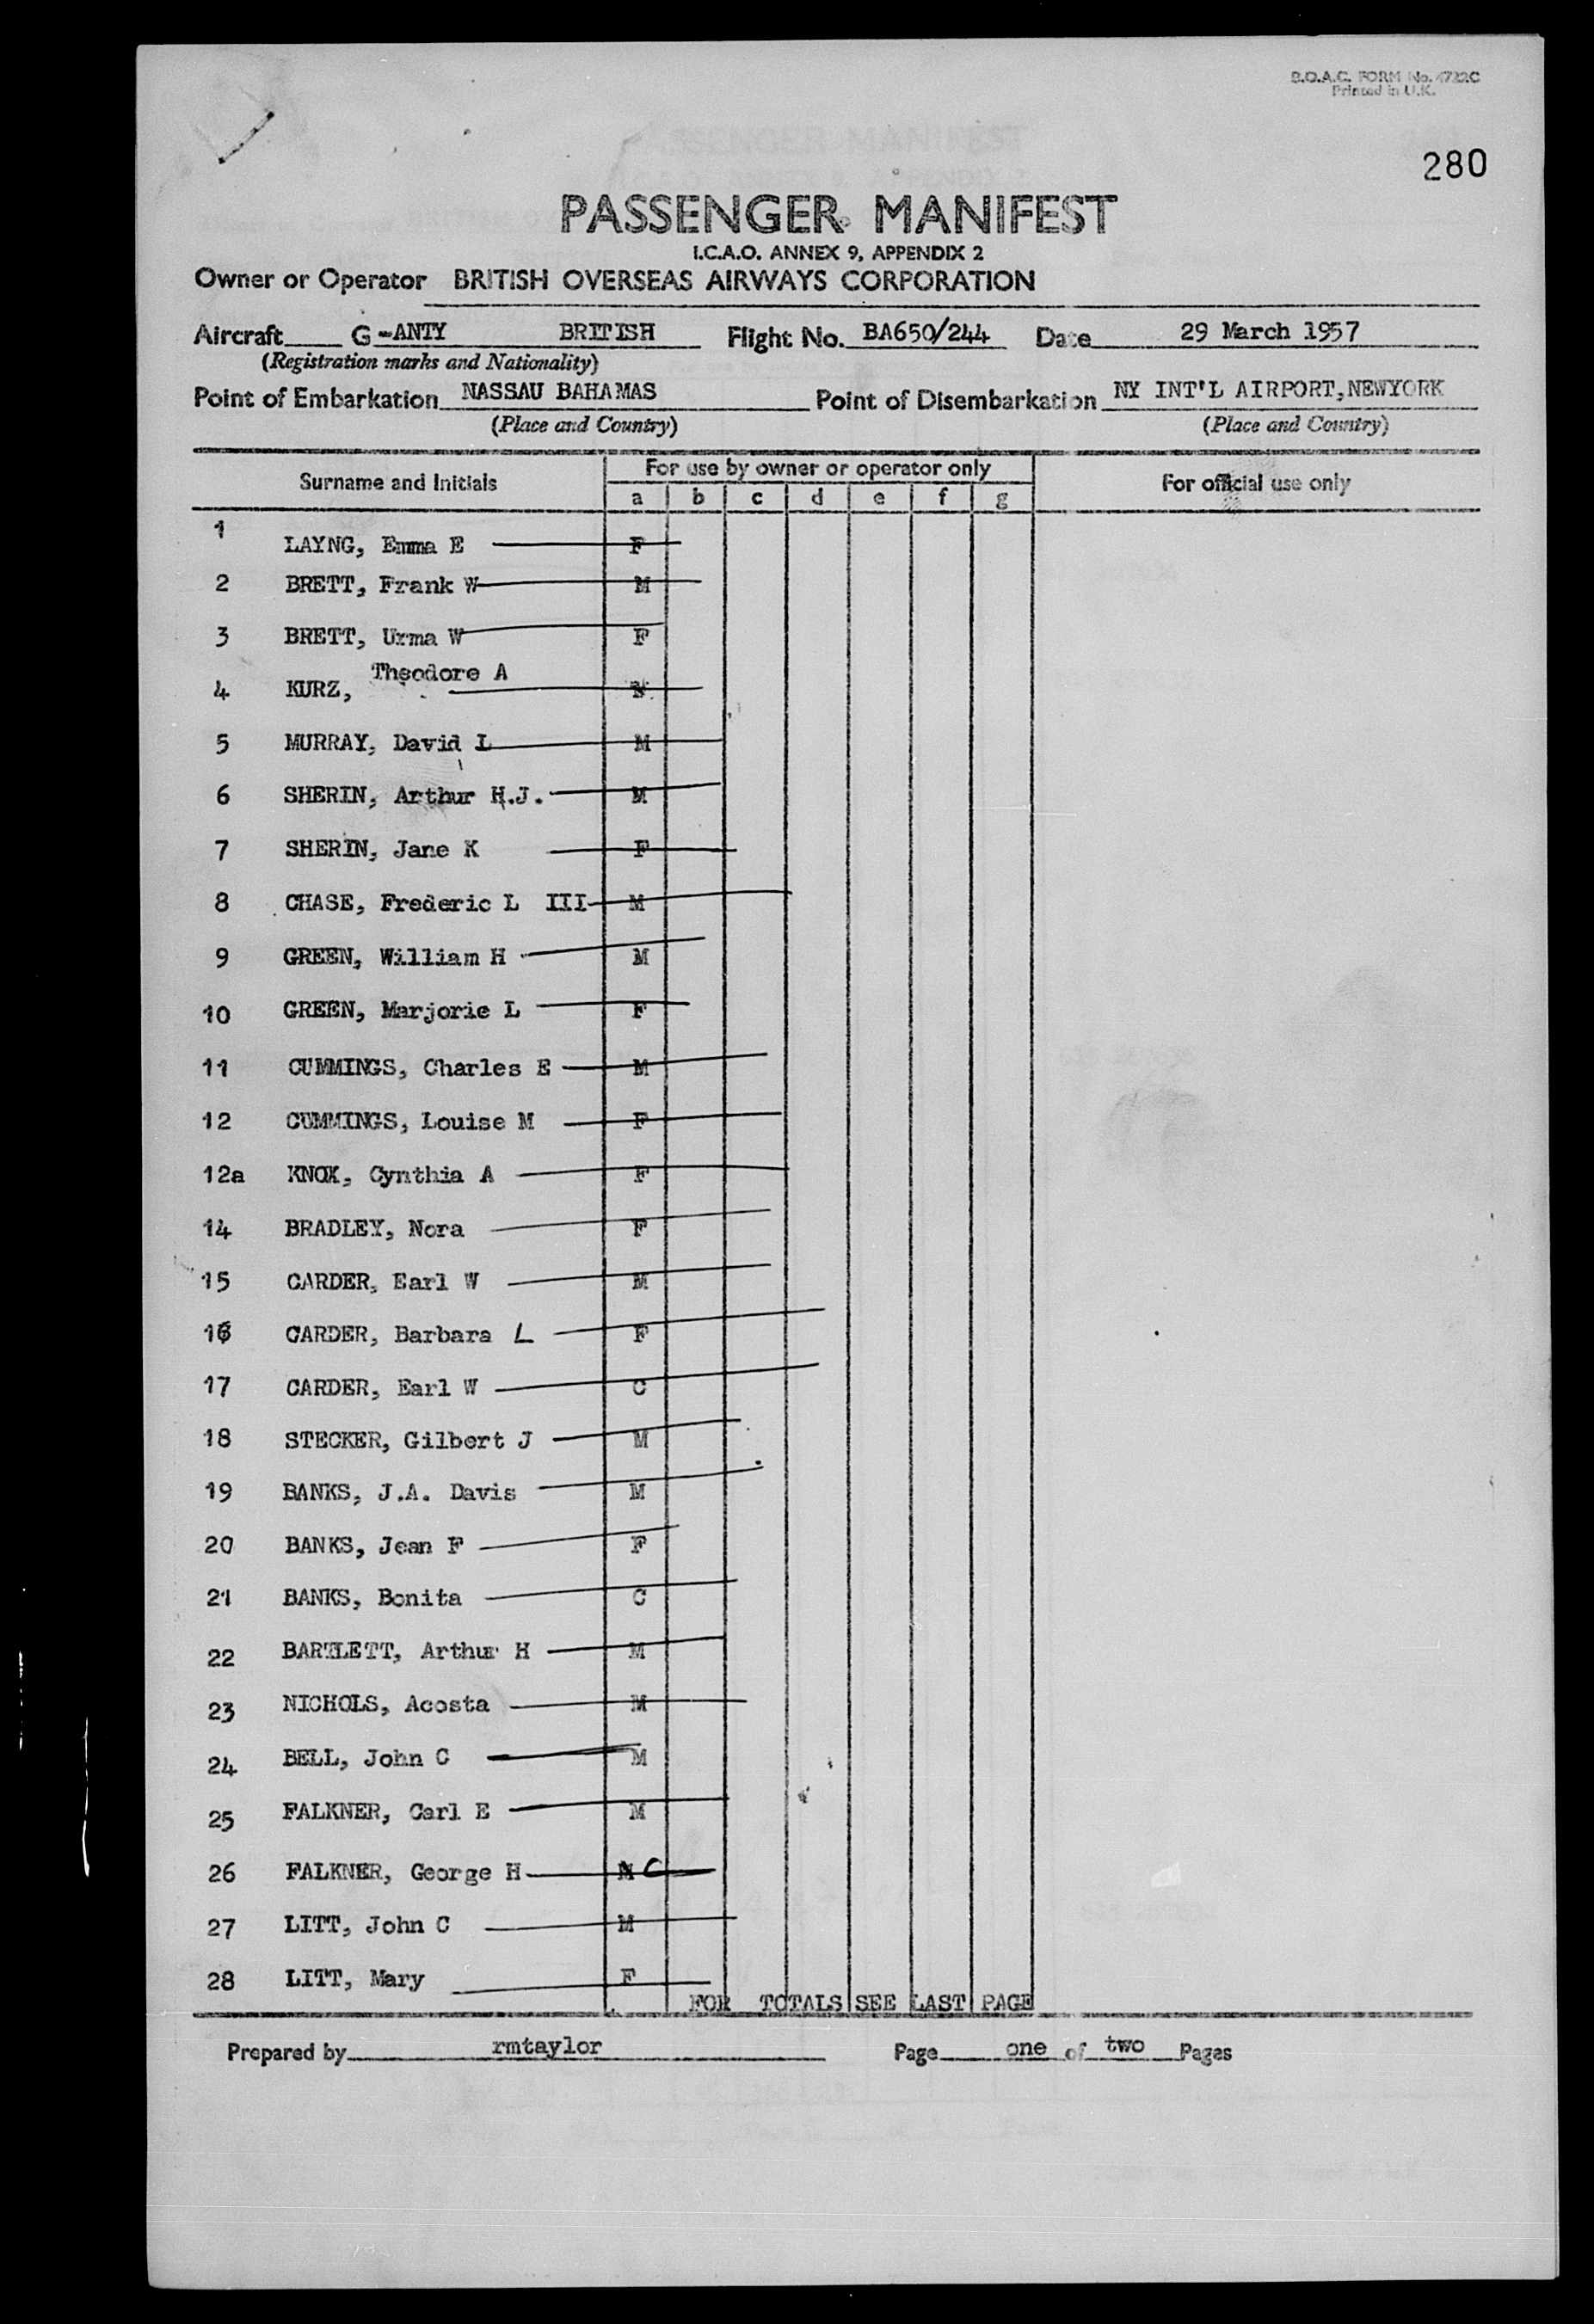 B.O.A.C. FORM No. 4722C
Printed in U.K.
280
PASSENGER MANIFEST
I.C.A.O. ANNEX 9, APPENDIX 2
Owner or Operator BRITISH OVERSEAS AIRWAYS CORPORATION
Aircraft G-ANTY BRITISH Flight No. BA650/244 Date 29 March 1957
(Registration marks and Nationality)
Point of Embarkation NASSAU BAHAMAS Point of Disembarkation NY INT'L AIRPORT,NEWYORK
(Place and Country) (Place and Country)
Surname and Initials For use by owner or operator only For official use only
a b c d e f g
1 LAYNG, Emma E F
2 BRETT, Frank W M
3 BRETT, Urma W F
Theodore A
4 KURZ,
5 MURRAY, David L M
6 SHERIN, Arthur H.J. M
7 SHERIN, Jane K F
8 CHASE, Frederic L III M
9 GREEN, William H M
10 GREEN, Marjorie L F
11 CUMMINGS, Charles E M
12 CUMMINGS, Louise M F
12a KNOX, Cynthia A F
14 BRADLEY, Nora F
15 CARDER, Earl W M
16 CARDER, Barbara L F
17 CARDER, Earl W C
18 STECKER, Gilbert J M
19 BANKS, J.A. Davis M
20 BANKS, Jean F F
21 BANKS, Bonita C
22 BARTLETT, Arthur H M
23 NICHOLS, Acosta M
24 BELL, John C M
25 FALKNER, Carl E M
26 FALKNER, George H M C
27 LITT, John C M
28 LITT, Mary F
FOR TOTALS SEE LAST PAGE
Prepared by rmtaylor Page one of two Pages